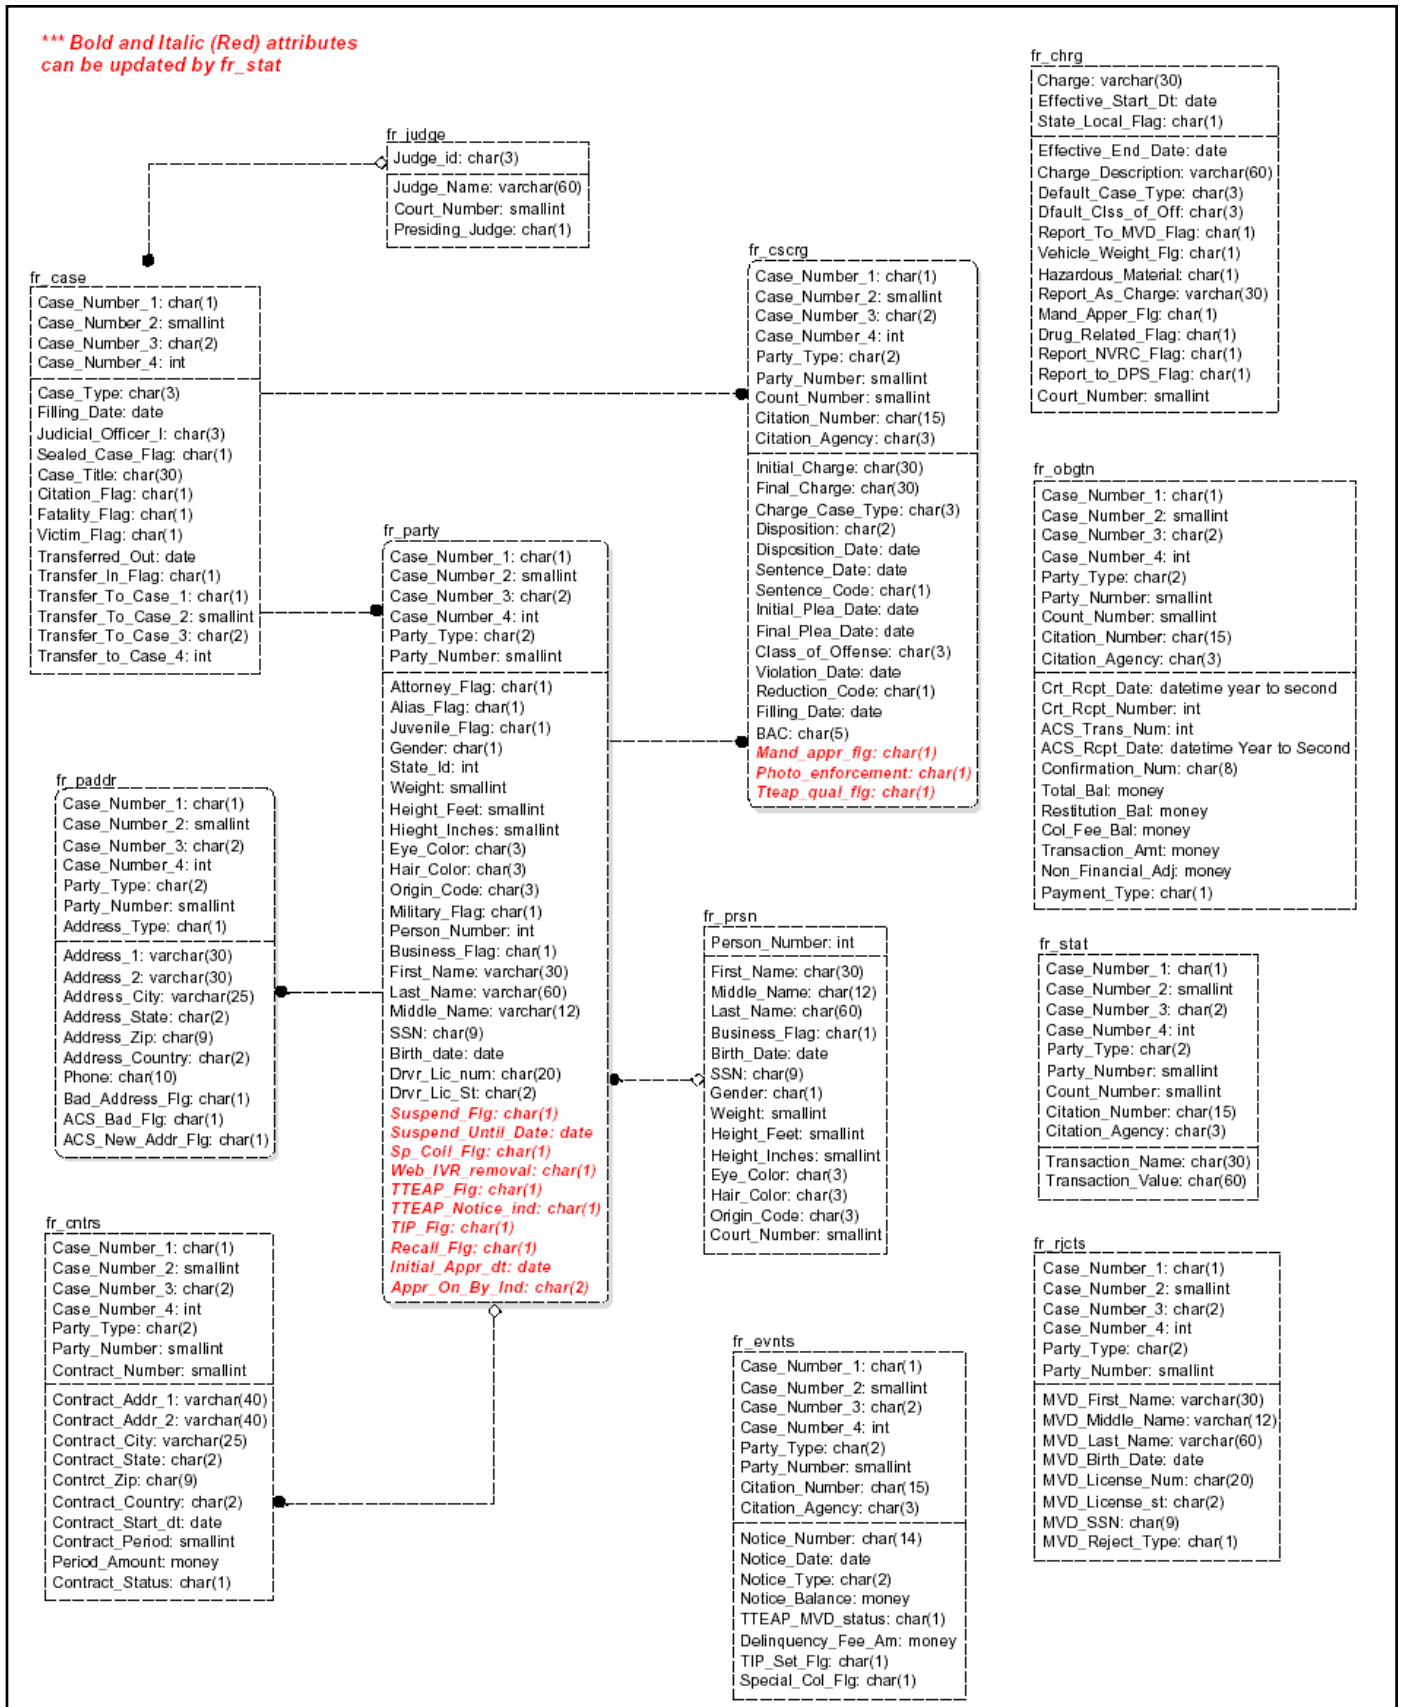 *** Bold and Italic (Red) attributes
can be updated by fr_stat
fr_judge
Judge_id: char(3)
Judge_Name: varchar(60)
Court_Number: smallint
Presiding_Judge: char(1)
fr_case
Case_Number_1: char(1)
Case_Number_2: smallint
Case_Number_3: char(2)
Case_Number_4: int
Case_Type: char(3)
Filling_Date: date
Judicial_Officer_I: char(3)
Sealed_Case_Flag: char(1)
Case_Title: char(30)
Citation_Flag: char(1)
Fatality_Flag: char(1)
Victim_Flag: char(1)
Transferred_Out: date
Transfer_In_Flag: char(1)
Transfer_To_Case_1: char(1)
Transfer_To_Case_2: smallint
Transfer_To_Case_3: char(2)
Transfer_to_Case_4: int
fr_paddr
Case_Number_1: char(1)
Case_Number_2: smallint
Case_Number_3: char(2)
Case_Number_4: int
Party_Type: char(2)
Party_Number: smallint
Address_Type: char(1)
Address_1: varchar(30)
Address_2: varchar(30)
Address_City: varchar(25)
Address_State: char(2)
Address_Zip: char(9)
Address_Country: char(2)
Phone: char(10)
Bad_Address_Flg: char(1)
ACS_Bad_Flg: char(1)
ACS_New_Addr_Flg: char(1)
fr_cntrs
Case_Number_1: char(1)
Case_Number_2: smallint
Case_Number_3: char(2)
Case_Number_4: int
Party_Type: char(2)
Party_Number: smallint
Contract_Number: smallint
Contract_Addr_1: varchar(40)
Contract_Addr_2: varchar(40)
Contract_City: varchar(25)
Contract_State: char(2)
Contrct_Zip: char(9)
Contract_Country: char(2)
Contract_Start_dt: date
Contract_Period: smallint
Period_Amount: money
Contract_Status: char(1)
fr_party
Case_Number_1: char(1)
Case_Number_2: smallint
Case_Number_3: char(2)
Case_Number_4: int
Party_Type: char(2)
Party_Number: smallint
Attorney_Flag: char(1)
Alias_Flag: char(1)
Juvenile_Flag: char(1)
Gender: char(1)
State_Id: int
Weight: smallint
Height_Feet: smallint
Hieght_Inches: smallint
Eye_Color: char(3)
Hair_Color: char(3)
Origin_Code: char(3)
Military_Flag: char(1)
Person_Number: int
Business_Flag: char(1)
First_Name: varchar(30)
Last_Name: varchar(60)
Middle_Name: varchar(12)
SSN: char(9)
Birth_date: date
Drvr_Lic_num: char(20)
Drvr_Lic_St: char(2)
Suspend_Flg: char(1)
Suspend_Until_Date: date
Sp_Coll_Flg: char(1)
Web_IVR_removal: char(1)
TTEAP_Flg: char(1)
TTEAP_Notice_ind: char(1)
TIP_Flg: char(1)
Recall_Flg: char(1)
Initial_Appr_dt: date
Appr_On_By_Ind: char(2)
fr_cscrg
Case_Number_1: char(1)
Case_Number_2: smallint
Case_Number_3: char(2)
Case_Number_4: int
Party_Type: char(2)
Party_Number: smallint
Count_Number: smallint
Citation_Number: char(15)
Citation_Agency: char(3)
Initial_Charge: char(30)
Final_Charge: char(30)
Charge_Case_Type: char(3)
Disposition: char(2)
Disposition_Date: date
Sentence_Date: date
Sentence_Code: char(1)
Initial_Plea_Date: date
Final_Plea_Date: date
Class_of_Offense: char(3)
Violation_Date: date
Reduction_Code: char(1)
Filling_Date: date
BAC: char(5)
Mand_appr_flg: char(1)
Photo_enforcement: char(1)
Tteap_qual_flg: char(1)
fr_prsn
Person_Number: int
First_Name: char(30)
Middle_Name: char(12)
Last_Name: char(60)
Business_Flag: char(1)
Birth_Date: date
SSN: char(9)
Gender: char(1)
Weight: smallint
Height_Feet: smallint
Height_Inches: smallint
Eye_Color: char(3)
Hair_Color: char(3)
Origin_Code: char(3)
Court_Number: smallint
fr_evnts
Case_Number_1: char(1)
Case_Number_2: smallint
Case_Number_3: char(2)
Case_Number_4: int
Party_Type: char(2)
Party_Number: smallint
Citation_Number: char(15)
Citation_Agency: char(3)
Notice_Number: char(14)
Notice_Date: date
Notice_Type: char(2)
Notice_Balance: money
TTEAP_MVD_status: char(1)
Delinquency_Fee_Am: money
TIP_Set_Flg: char(1)
Special_Col_Flg: char(1)
fr_chrg
Charge: varchar(30)
Effective_Start_Dt: date
State_Local_Flag: char(1)
Effective_End_Date: date
Charge_Description: varchar(60)
Default_Case_Type: char(3)
Dfault_Clss_of_Off: char(3)
Report_To_MVD_Flag: char(1)
Vehicle_Weight_Flg: char(1)
Hazardous_Material: char(1)
Report_As_Charge: varchar(30)
Mand_Apper_Flg: char(1)
Drug_Related_Flag: char(1)
Report_NVRC_Flag: char(1)
Report_to_DPS_Flag: char(1)
Court_Number: smallint
fr_obgtn
Case_Number_1: char(1)
Case_Number_2: smallint
Case_Number_3: char(2)
Case_Number_4: int
Party_Type: char(2)
Party_Number: smallint
Count_Number: smallint
Citation_Number: char(15)
Citation_Agency: char(3)
Crt_Rcpt_Date: datetime year to second
Crt_Rcpt_Number: int
ACS_Trans_Num: int
ACS_Rcpt_Date: datetime Year to Second
Confirmation_Num: char(8)
Total_Bal: money
Restitution_Bal: money
Col_Fee_Bal: money
Transaction_Amt: money
Non_Financial_Adj: money
Payment_Type: char(1)
fr_stat
Case_Number_1: char(1)
Case_Number_2: smallint
Case_Number_3: char(2)
Case_Number_4: int
Party_Type: char(2)
Party_Number: smallint
Count_Number: smallint
Citation_Number: char(15)
Citation_Agency: char(3)
Transaction_Name: char(30)
Transaction_Value: char(60)
fr_rjcts
Case_Number_1: char(1)
Case_Number_2: smallint
Case_Number_3: char(2)
Case_Number_4: int
Party_Type: char(2)
Party_Number: smallint
MVD_First_Name: varchar(30)
MVD_Middle_Name: varchar(12)
MVD_Last_Name: varchar(60)
MVD_Birth_Date: date
MVD_License_Num: char(20)
MVD_License_st: char(2)
MVD_SSN: char(9)
MVD_Reject_Type: char(1)